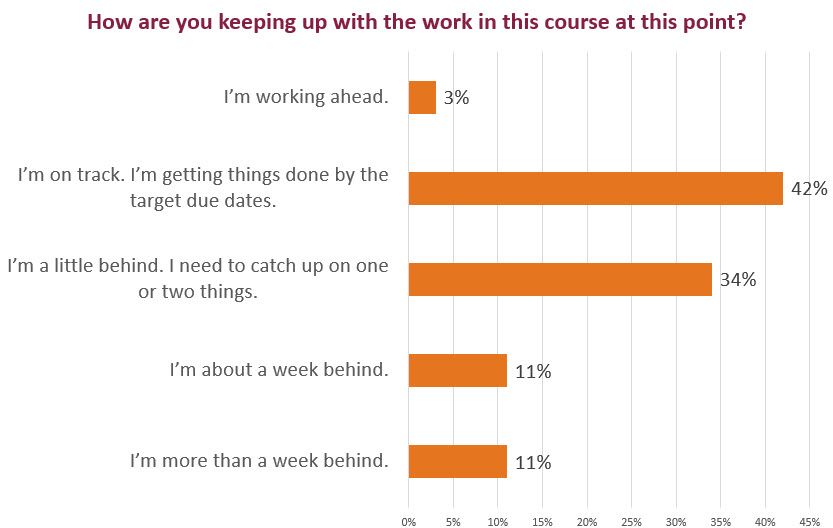 How are you keeping up with the work in this course at this point?
I’m working ahead.
3%
I’m on track. I’m getting things done by the
target due dates.
42%
I’m a little behind. I need to catch up on one
or two things.
34%
I’m about a week behind.
11%
I’m more than a week behind.
11%
0% 5% 10% 15% 20% 25% 30% 35% 40% 45%